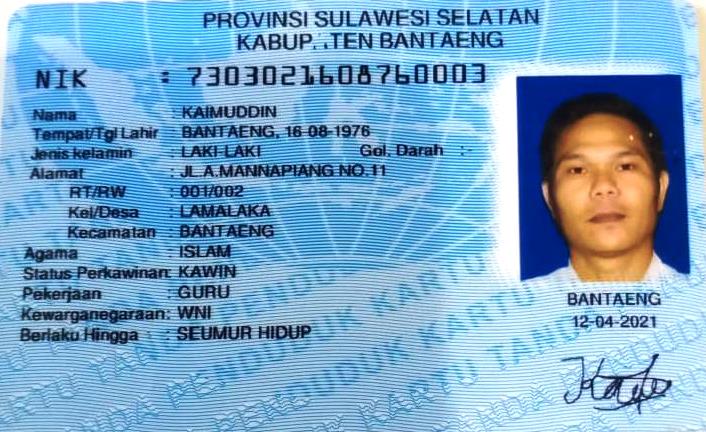 PROVINSI SULAWESI SELATAN
KABUPATEN BANTAENG
NIK : 7303021608760003
Nama : KAIMUDDIN
Tempat/Tgl Lahir : BANTAENG, 16-08-1976
Jenis kelamin : LAKI-LAKI Gol. Darah :-
Alamat : JL.A.MANNAPIANG NO.11
RT/RW : 001/002
Kel/Desa : LAMALAKA
Kecamatan : BANTAENG
Agama : ISLAM
Status Perkawinan: KAWIN
Pekerjaan : GURU
Kewarganegaraan: WNI
Berlaku Hingga : SEUMUR HIDUP
BANTAENG
12-04-2021